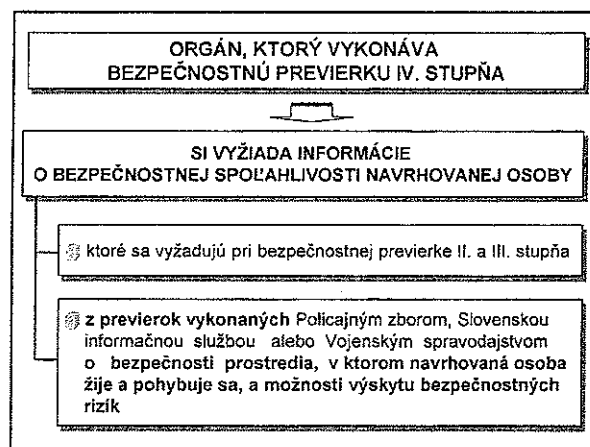 ORGÁN, KTORÝ VYKONÁVA
BEZPEČNOSTNÚ PREVIERKU IV. STUPŇA
SI VYŽIADA INFORMÁCIE
O BEZPEČNOSTNEJ SPOĽAHLIVOSTI NAVRHOVANEJ OSOBY
ktoré sa vyžadujú pri bezpečnostnej previerke II. a III. stupňa
z previerok vykonaných Policajným zborom, Slovenskou
informačnou službou alebo Vojenským spravodajstvom
o bezpečnosti prostredia, v ktorom navrhovaná osoba
žije a pohybuje sa, a možnosti výskytu bezpečnostných
rizík